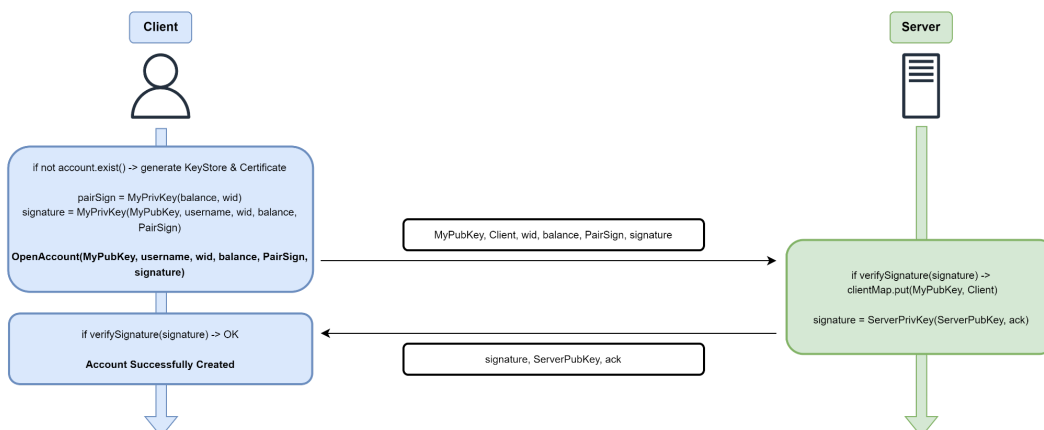 Client
Server
if not account.exist() -> generate KeyStore & Certificate
pairSign = MyPrivKey(balance, wid)
signature = MyPrivKey(MyPubKey, username, wid, balance,
PairSign)
OpenAccount(MyPubKey, username, wid, balance, PairSign,
signature)
MyPubKey, Client, wid, balance, PairSign, signature
if verifySignature(signature) ->
clientMap.put(MyPubKey, Client)
signature = ServerPrivKey(ServerPubKey, ack)
if verifySignature(signature) -> OK
Account Successfully Created
signature, ServerPubKey, ack